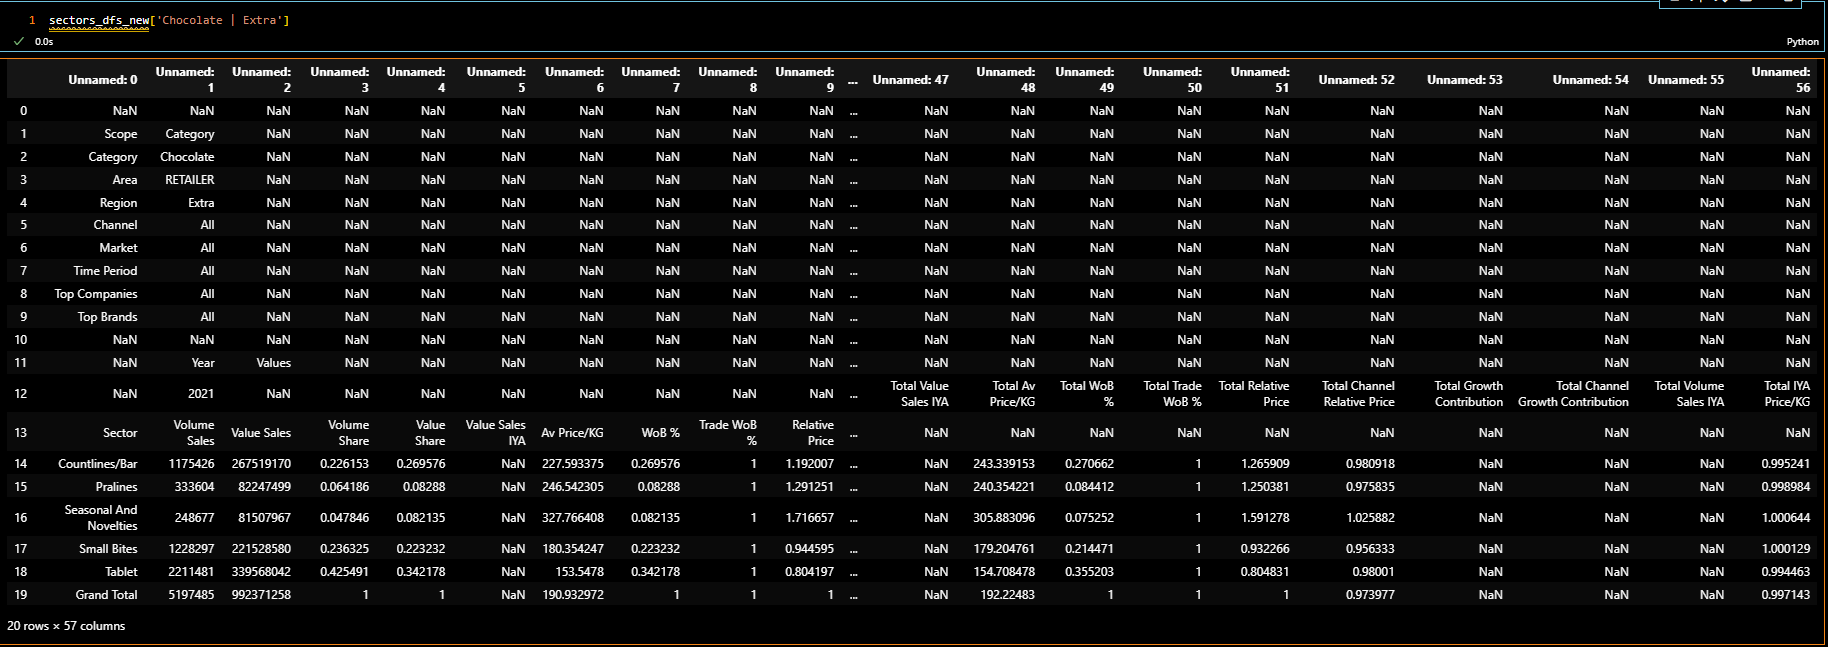 1 sectors_dfs_new['Chocolate | Extra']
0.0s
Python
Unnamed: 0 Unnamed: 1 Unnamed: 2 Unnamed: 3 Unnamed: 4 Unnamed: 5 Unnamed: 6 Unnamed: 7 Unnamed: 8 Unnamed: 9 ... Unnamed: 47 Unnamed: 48 Unnamed: 49 Unnamed: 50 Unnamed: 51 Unnamed: 52 Unnamed: 53 Unnamed: 54 Unnamed: 55 Unnamed: 56
0 NaN NaN NaN NaN NaN NaN NaN NaN NaN NaN ... NaN NaN NaN NaN NaN NaN NaN NaN NaN NaN
1 Scope Category NaN NaN NaN NaN NaN NaN NaN NaN ... NaN NaN NaN NaN NaN NaN NaN NaN NaN NaN
2 Category Chocolate NaN NaN NaN NaN NaN NaN NaN NaN ... NaN NaN NaN NaN NaN NaN NaN NaN NaN NaN
3 Area RETAILER NaN NaN NaN NaN NaN NaN NaN NaN ... NaN NaN NaN NaN NaN NaN NaN NaN NaN NaN
4 Region Extra NaN NaN NaN NaN NaN NaN NaN NaN ... NaN NaN NaN NaN NaN NaN NaN NaN NaN NaN
5 Channel All NaN NaN NaN NaN NaN NaN NaN NaN ... NaN NaN NaN NaN NaN NaN NaN NaN NaN NaN
6 Market All NaN NaN NaN NaN NaN NaN NaN NaN ... NaN NaN NaN NaN NaN NaN NaN NaN NaN NaN
7 Time Period All NaN NaN NaN NaN NaN NaN NaN NaN ... NaN NaN NaN NaN NaN NaN NaN NaN NaN NaN
8 Top Companies All NaN NaN NaN NaN NaN NaN NaN NaN ... NaN NaN NaN NaN NaN NaN NaN NaN NaN NaN
9 Top Brands All NaN NaN NaN NaN NaN NaN NaN NaN ... NaN NaN NaN NaN NaN NaN NaN NaN NaN NaN
10 NaN NaN NaN NaN NaN NaN NaN NaN NaN NaN ... NaN NaN NaN NaN NaN NaN NaN NaN NaN NaN
11 NaN Year Values NaN NaN NaN NaN NaN NaN NaN ... NaN NaN NaN NaN NaN NaN NaN NaN NaN NaN
12 NaN 2021 NaN NaN NaN NaN NaN NaN NaN NaN ... Total Value Sales IYA Total Av Price/KG Total WoB % Total Trade WoB % Total Relative Price Total Channel Relative Price Total Growth Contribution Total Channel Growth Contribution Total Volume Sales IYA Total IYA Price/KG
13 Sector Volume Sales Value Sales Volume Share Value Share Value Sales IYA Av Price/KG WoB % Trade WoB % Relative Price ... NaN NaN NaN NaN NaN NaN NaN NaN NaN NaN
14 Countlines/Bar 1175426 267519170 0.226153 0.269576 NaN 227.593375 0.269576 1 1.192007 ... NaN 243.339153 0.270662 1 1.265909 0.980918 NaN NaN NaN 0.995241
15 Pralines 333604 82247499 0.064186 0.08288 NaN 246.542305 0.08288 1 1.291251 ... NaN 240.354221 0.084412 1 1.250381 0.975835 NaN NaN NaN 0.998984
16 Seasonal And Novelties 248677 81507967 0.047846 0.082135 NaN 327.766408 0.082135 1 1.716657 ... NaN 305.883096 0.075252 1 1.591278 1.025882 NaN NaN NaN 1.000644
17 Small Bites 1228297 221528580 0.236325 0.223232 NaN 180.354247 0.223232 1 0.944595 ... NaN 179.204761 0.214471 1 0.932266 0.956333 NaN NaN NaN 1.000129
18 Tablet 2211481 339568042 0.425491 0.342178 NaN 153.5478 0.342178 1 0.804197 ... NaN 154.708478 0.355203 1 0.804831 0.98001 NaN NaN NaN 0.994463
19 Grand Total 5197485 992371258 1 1 NaN 190.932972 1 1 1 ... NaN 192.22483 1 1 1 0.973977 NaN NaN NaN 0.997143
20 rows × 57 columns